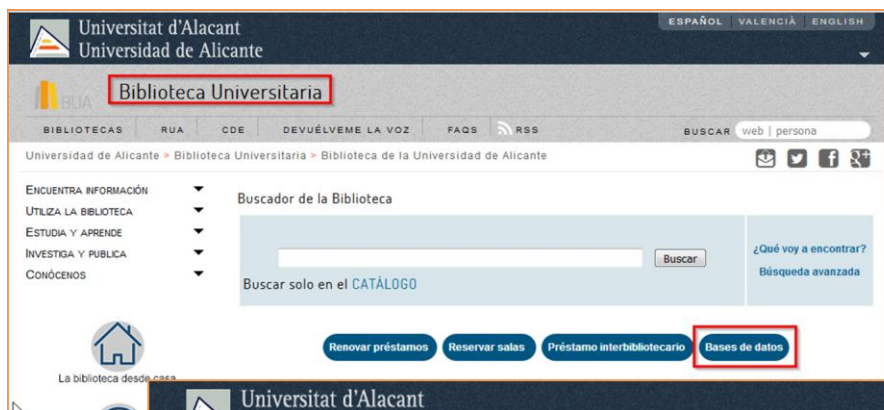 Universitat d'Alacant
Universidad de Alicante
ESPAÑOL VALENCIÀ ENGLISH
BUA
Biblioteca Universitaria
BIBLIOTECAS RUA CDE DEVUÉLVEME LA VOZ FAQS RSS
BUSCAR web | persona
Universidad de Alicante > Biblioteca Universitaria > Biblioteca de la Universidad de Alicante
ENCUENTRA INFORMACIÓN
UTILIZA LA BIBLIOTECA
ESTUDIA Y APRENDE
INVESTIGA Y PUBLICA
CONÓCENOS
Buscador de la Biblioteca
Buscar
Buscar solo en el CATÁLOGO
¿Qué voy a encontrar?
Búsqueda avanzada
Renovar préstamos Reservar salas Préstamo interbibliotecario Bases de datos
La biblioteca desde casa
Universitat d'Alacant